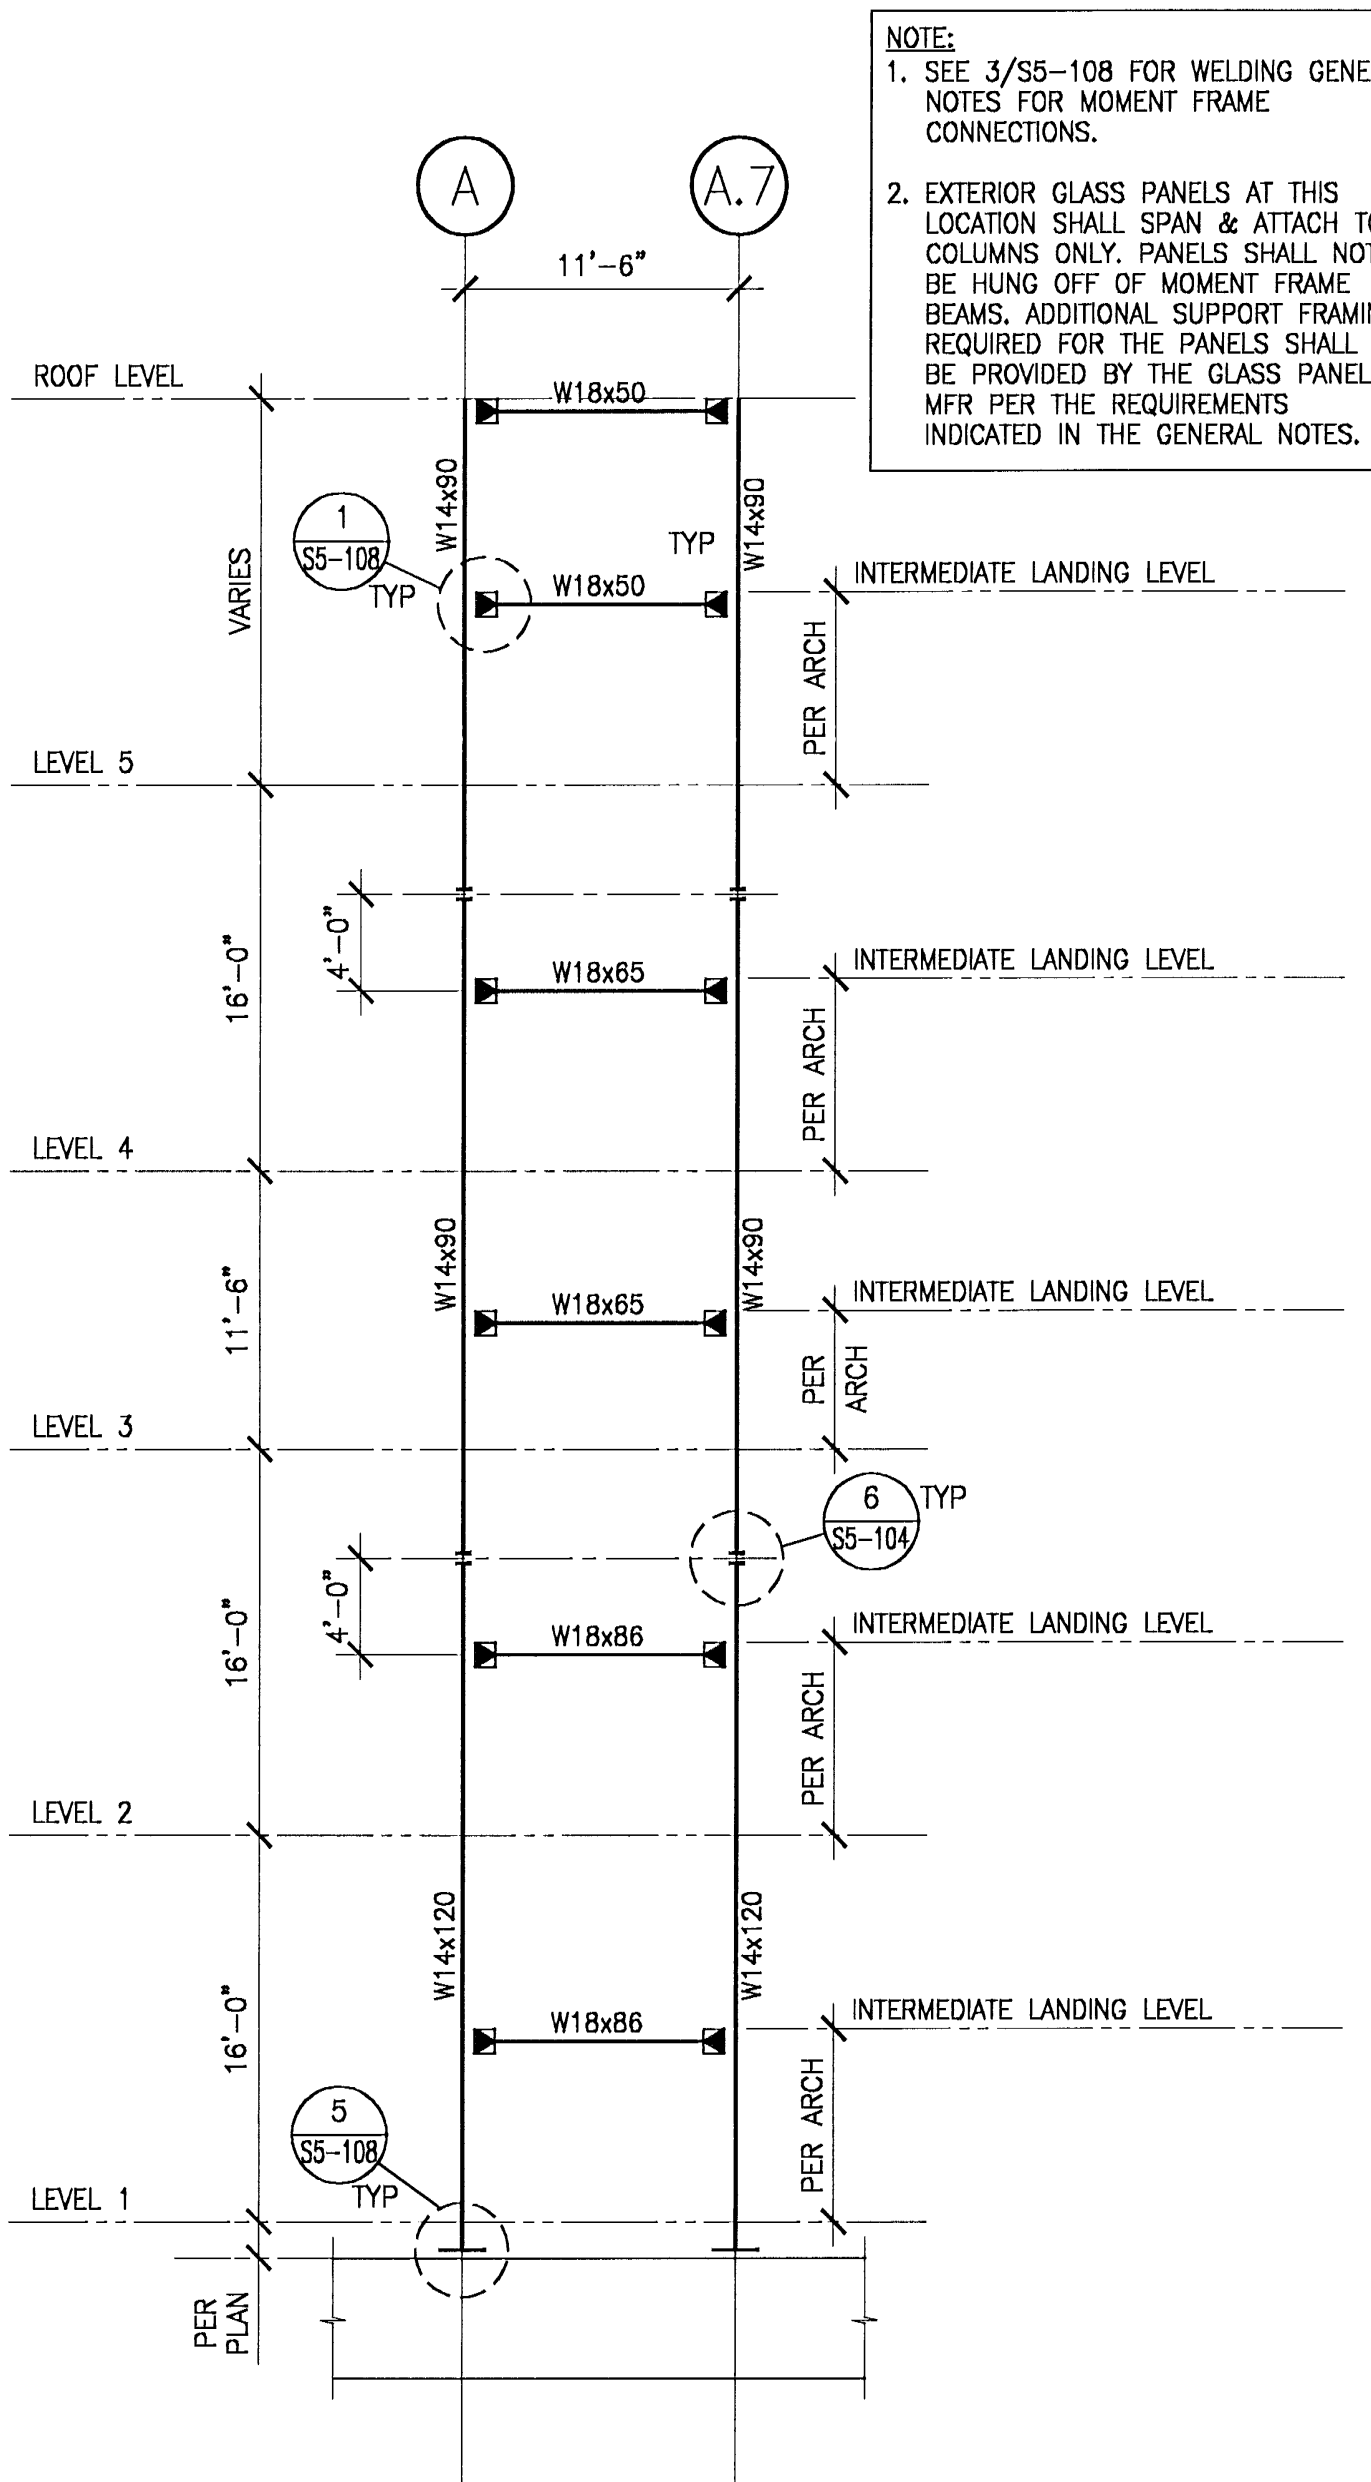 NOTE:
1. SEE 3/S5-108 FOR WELDING GENE
NOTES FOR MOMENT FRAME
CONNECTIONS.
2. EXTERIOR GLASS PANELS AT THIS
LOCATION SHALL SPAN & ATTACH TO
COLUMNS ONLY. PANELS SHALL NOT
BE HUNG OFF OF MOMENT FRAME
BEAMS. ADDITIONAL SUPPORT FRAMIN
REQUIRED FOR THE PANELS SHALL
BE PROVIDED BY THE GLASS PANEL
MFR PER THE REQUIREMENTS
INDICATED IN THE GENERAL NOTES.
A
A.7
11'-6"
ROOF LEVEL
W18x50
W14x90
W14x90
1
S5-108
TYP
TYP
VARIES
W18x50
INTERMEDIATE LANDING LEVEL
PER ARCH
LEVEL 5
4'-0"
16'-0"
W18x65
INTERMEDIATE LANDING LEVEL
PER ARCH
LEVEL 4
W14x90
W14x90
11'-6"
W18x65
INTERMEDIATE LANDING LEVEL
PER
ARCH
LEVEL 3
6
S5-104
TYP
4'-0"
16'-0"
W18x86
INTERMEDIATE LANDING LEVEL
PER ARCH
LEVEL 2
W14x120
W14x120
16'-0"
W18x86
INTERMEDIATE LANDING LEVEL
PER ARCH
5
S5-108
TYP
LEVEL 1
PER
PLAN